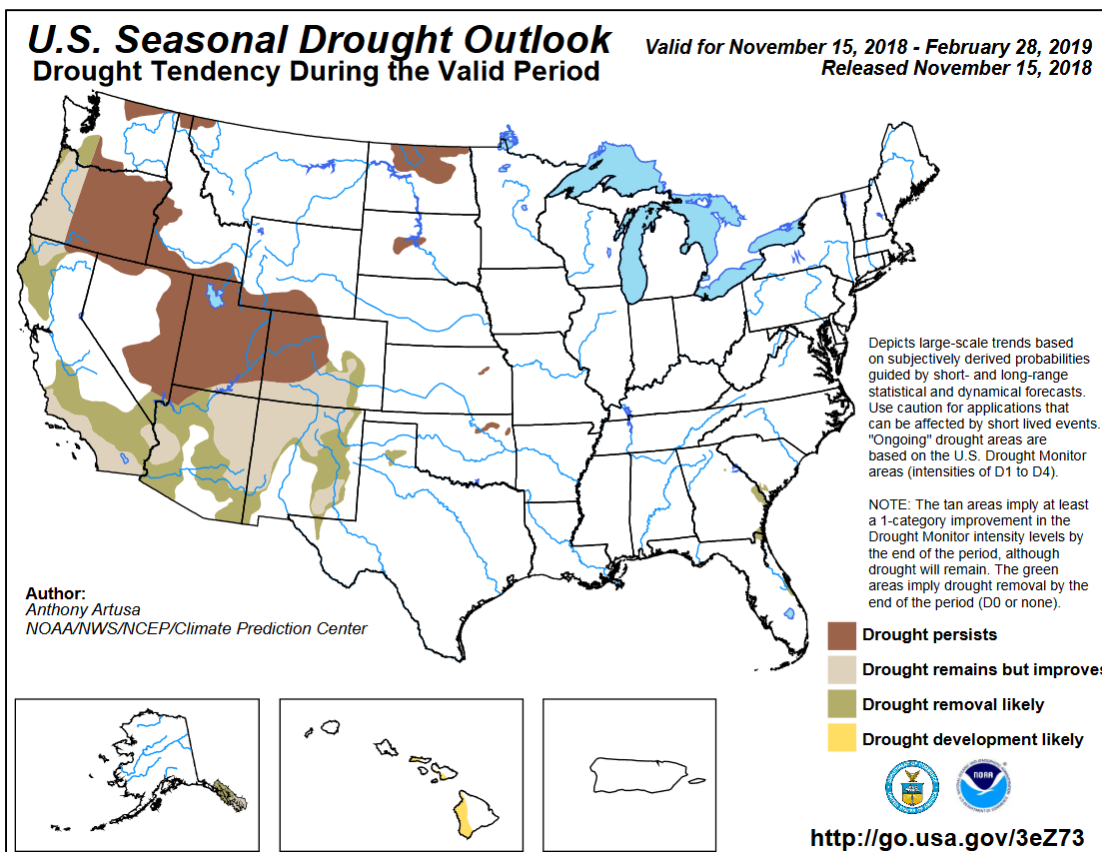 U.S. Seasonal Drought Outlook
Drought Tendency During the Valid Period
Valid for November 15, 2018 - February 28, 2019
Released November 15, 2018
Depicts large-scale trends based
on subjectively derived probabilities
guided by short- and long-range
statistical and dynamical forecasts.
Use caution for applications that
can be affected by short lived events.
"Ongoing" drought areas are
based on the U.S. Drought Monitor
areas (intensities of D1 to D4).
NOTE: The tan areas imply at least
a 1-category improvement in the
Drought Monitor intensity levels by
the end of the period, although
drought will remain. The green
areas imply drought removal by the
end of the period (D0 or none).
Author:
Anthony Artusa
NOAA/NWS/NCEP/Climate Prediction Center
Drought persists
Drought remains but improves
Drought removal likely
Drought development likely
NOAA
http://go.usa.gov/3eZ73